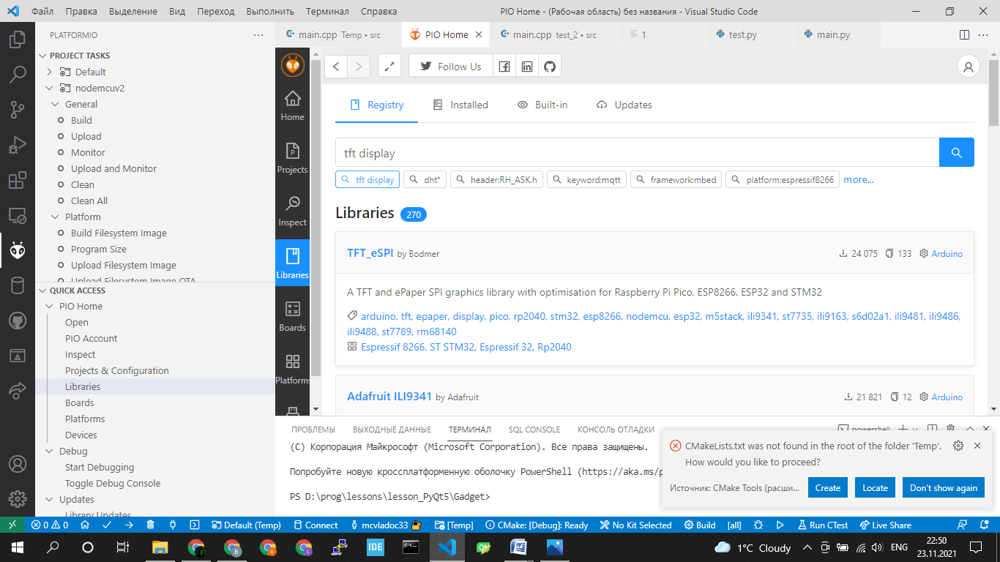 Файл Правка Выделение Вид Переход Выполнить Терминал Справка PIO Home - (Рабочая область) без названия - Visual Studio Code
PLATFORMIO ···
PROJECT TASKS
Default
nodemcuv2
General
Build
Upload
Monitor
Upload and Monitor
Clean
Clean All
Platform
Build Filesystem Image
Program Size
Upload Filesystem Image
Upload Filesystem Image OTA
QUICK ACCESS
PIO Home
Open
PIO Account
Inspect
Projects & Configuration
Libraries
Boards
Platforms
Devices
Debug
Start Debugging
Toggle Debug Console
Updates
Library Updates
main.cpp Temp • src PIO Home main.cpp test_2 • src 1 test.py main.py
Home
Projects
Inspect
Libraries
Boards
Platforms
Follow Us
Registry Installed Built-in Updates
tft display
tft display dht* header:RH_ASK.h keyword:mqtt framework:mbed platform:espressif8266 more...
Libraries 270
TFT_eSPI by Bodmer 24 075 133 Arduino
A TFT and ePaper SPI graphics library with optimisation for Raspberry Pi Pico, ESP8266, ESP32 and STM32
arduino, tft, epaper, display, pico, rp2040, stm32, esp8266, nodemcu, esp32, m5stack, ili9341, st7735, ili9163, s6d02a1, ili9481, ili9486,
ili9488, st7789, rm68140
Espressif 8266, ST STM32, Espressif 32, Rp2040
Adafruit ILI9341 by Adafruit 21 821 12 Arduino
ПРОБЛЕМЫ ВЫХОДНЫЕ ДАННЫЕ ТЕРМИНАЛ SQL CONSOLE КОНСОЛЬ ОТЛАДКИ powershell
(C) Корпорация Майкрософт (Microsoft Corporation). Все права защищены.
Попробуйте новую кроссплатформенную оболочку PowerShell (https://aka.ms/p
PS D:\prog\lessons\lesson_PyQt5\Gadget>
CMakeLists.txt was not found in the root of the folder 'Temp'.
How would you like to proceed?
Источник: CMake Tools (расши... Create Locate Don't show again
0 0 Default (Temp) Connect mcvladoc33 [Temp] CMake: [Debug]: Ready No Kit Selected Build [all] Run CTest Live Share
IDE 1°C Cloudy ENG 22:50
23.11.2021